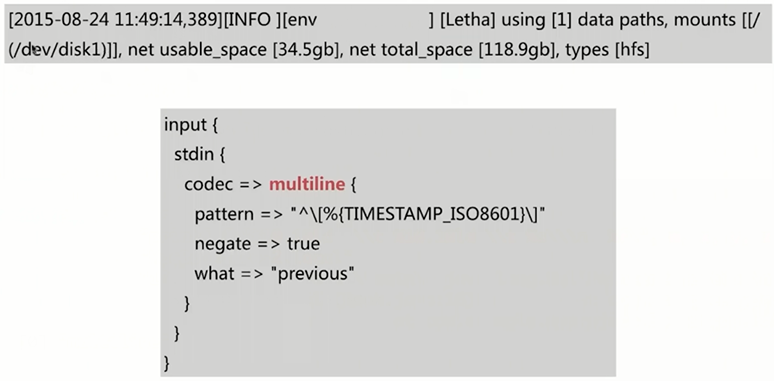 [2015-08-24 11:49:14,389][INFO ][env                      ] [Letha] using [1] data paths, mounts [[/
(/dev/disk1)]], net usable_space [34.5gb], net total_space [118.9gb], types [hfs]
input {
  stdin {
    codec => multiline {
      pattern => "^\[%{TIMESTAMP_ISO8601}\]"
      negate => true
      what => "previous"
    }
  }
}